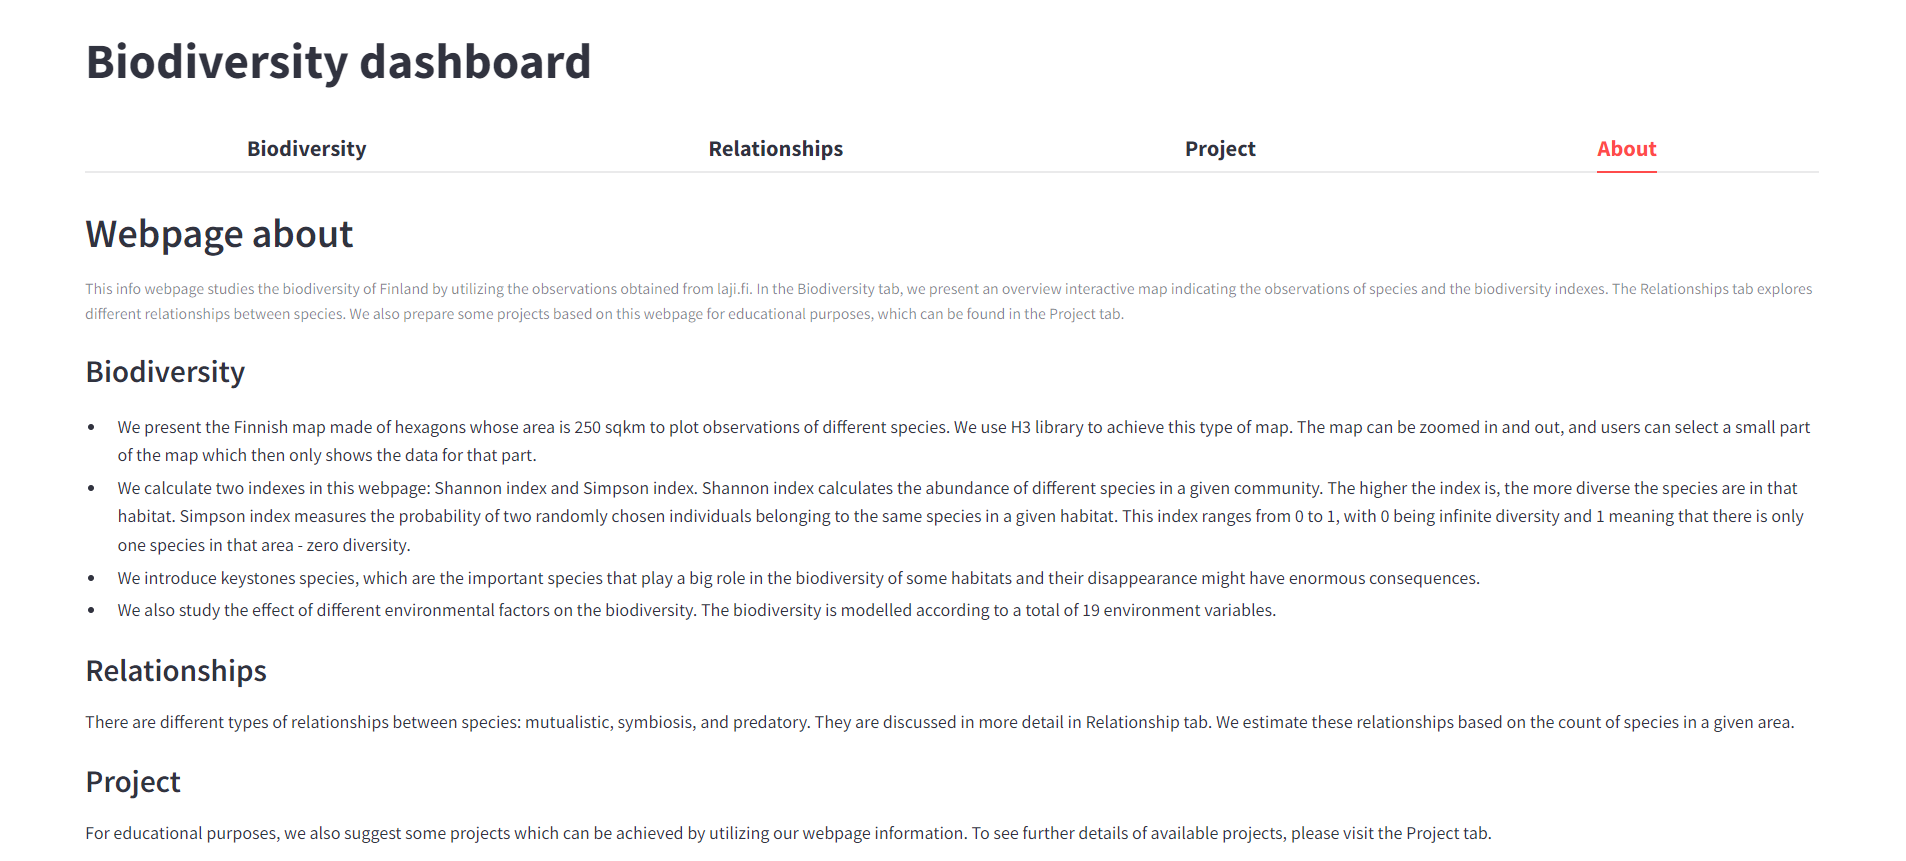 Biodiversity dashboard
Biodiversity
Relationships
Project
About
Webpage about
This info webpage studies the biodiversity of Finland by utilizing the observations obtained from laji.fi. In the Biodiversity tab, we present an overview interactive map indicating the observations of species and the biodiversity indexes. The Relationships tab explores
different relationships between species. We also prepare some projects based on this webpage for educational purposes, which can be found in the Project tab.
Biodiversity
• We present the Finnish map made of hexagons whose area is 250 sqkm to plot observations of different species. We use H3 library to achieve this type of map. The map can be zoomed in and out, and users can select a small part
of the map which then only shows the data for that part.
• We calculate two indexes in this webpage: Shannon index and Simpson index. Shannon index calculates the abundance of different species in a given community. The higher the index is, the more diverse the species are in that
habitat. Simpson index measures the probability of two randomly chosen individuals belonging to the same species in a given habitat. This index ranges from 0 to 1, with 0 being infinite diversity and 1 meaning that there is only
one species in that area - zero diversity.
• We introduce keystones species, which are the important species that play a big role in the biodiversity of some habitats and their disappearance might have enormous consequences.
• We also study the effect of different environmental factors on the biodiversity. The biodiversity is modelled according to a total of 19 environment variables.
Relationships
There are different types of relationships between species: mutualistic, symbiosis, and predatory. They are discussed in more detail in Relationship tab. We estimate these relationships based on the count of species in a given area.
Project
For educational purposes, we also suggest some projects which can be achieved by utilizing our webpage information. To see further details of available projects, please visit the Project tab.